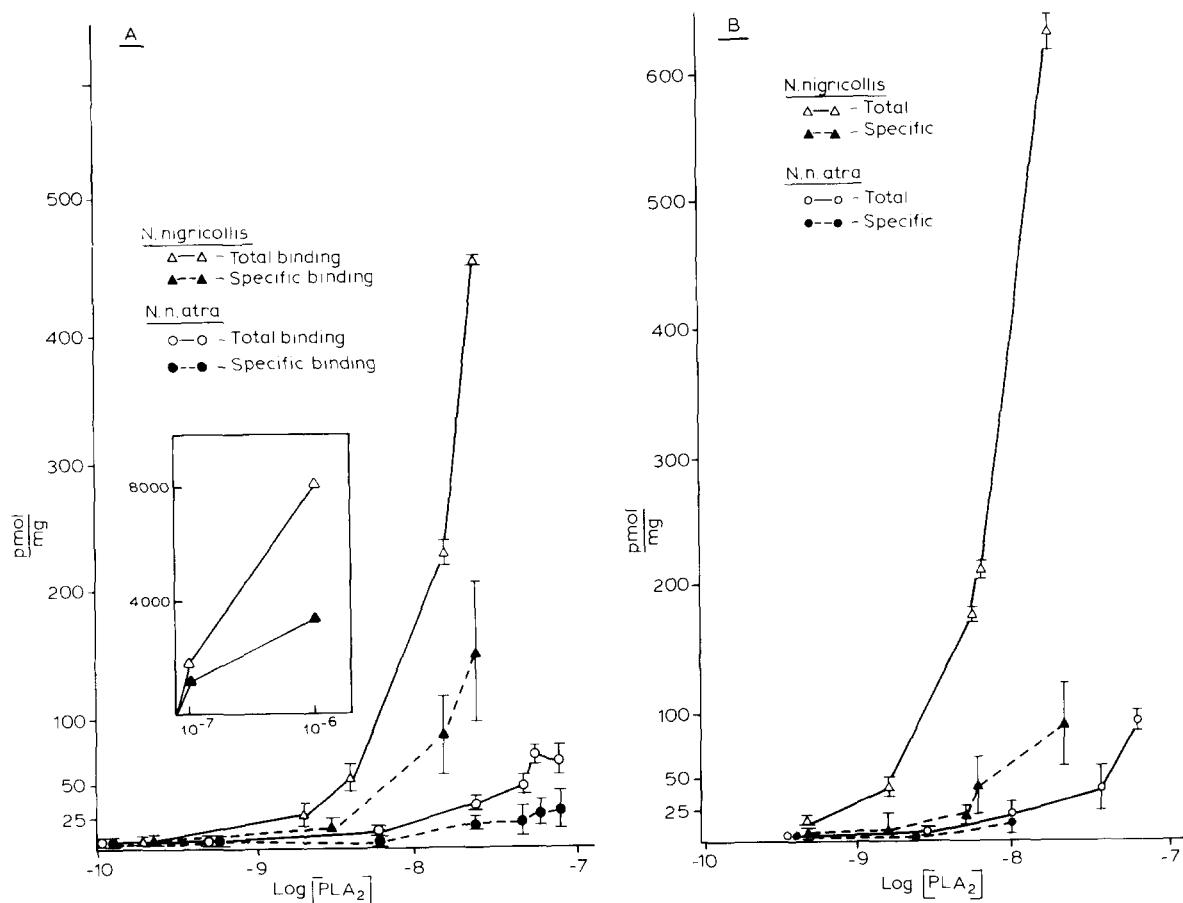 A
500
400
300
200
100
50
25
pmol
mg
N.nigricollis
△—△ - Total binding
▲--▲ - Specific binding
N.n.atra
○—○ - Total binding
●--● - Specific binding
8000
4000
10⁻⁷
10⁻⁶
-10
-9
-8
-7
Log [PLA₂]
B
600
500
400
300
200
100
50
25
N.nigricollis
△—△ - Total
▲--▲ - Specific
N.n.atra
○—○ - Total
●--● - Specific
-10
-9
-8
-7
Log [PLA₂]